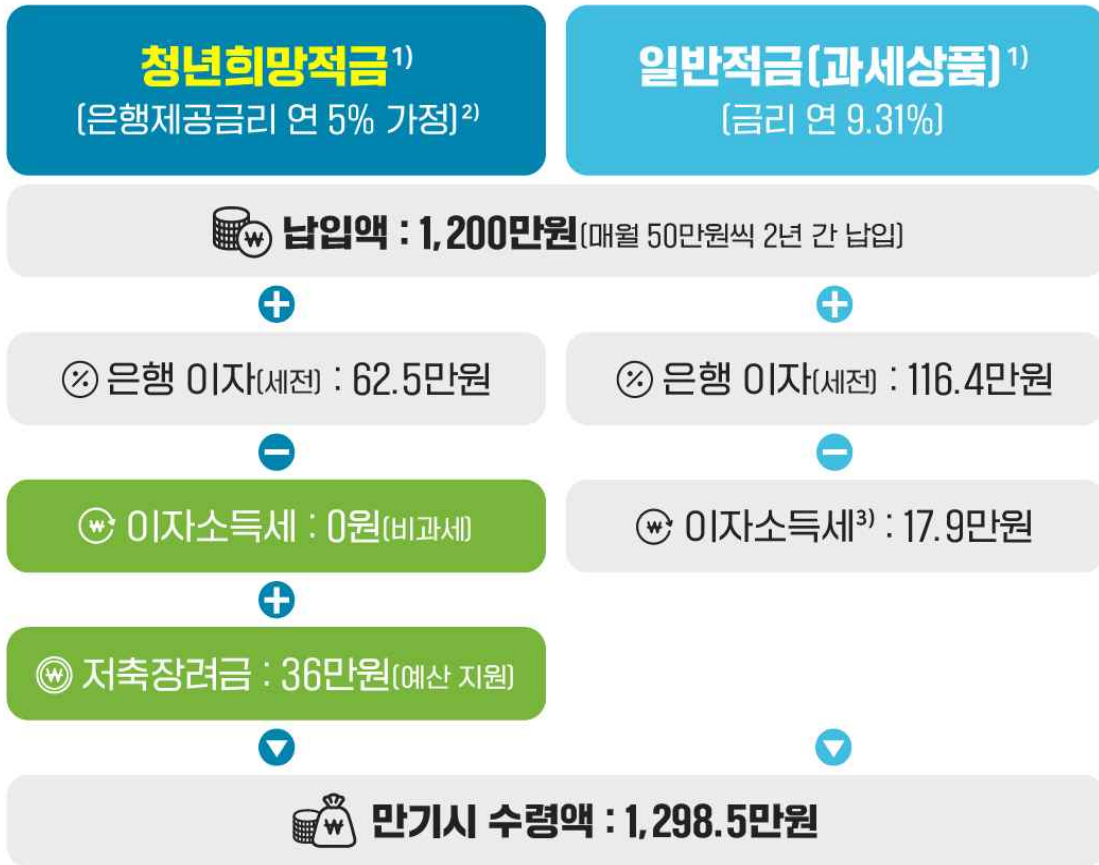 청년희망적금¹⁾
(은행제공금리 연 5% 가정)²⁾
일반적금(과세상품)¹⁾
(금리 연 9.31%)
납입액 : 1,200만원(매월 50만원씩 2년 간 납입)
은행 이자(세전) : 62.5만원
은행 이자(세전) : 116.4만원
이자소득세 : 0원(비과세)
이자소득세³⁾ : 17.9만원
저축장려금 : 36만원(예산 지원)
만기시 수령액 : 1,298.5만원